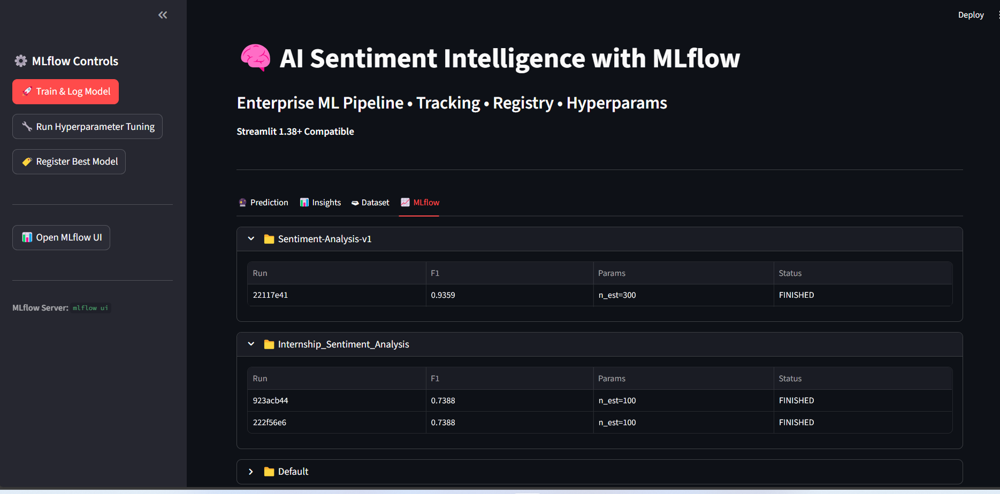 Deploy
MLflow Controls
Train & Log Model
Run Hyperparameter Tuning
Register Best Model
Open MLflow UI
MLflow Server: mlflow ui
AI Sentiment Intelligence with MLflow
Enterprise ML Pipeline • Tracking • Registry • Hyperparams
Streamlit 1.38+ Compatible
Prediction Insights Dataset MLflow
Sentiment-Analysis-v1
Run F1 Params Status
22117e41 0.9359 n_est=300 FINISHED
Internship_Sentiment_Analysis
Run F1 Params Status
923acb44 0.7388 n_est=100 FINISHED
222f56e6 0.7388 n_est=100 FINISHED
Default